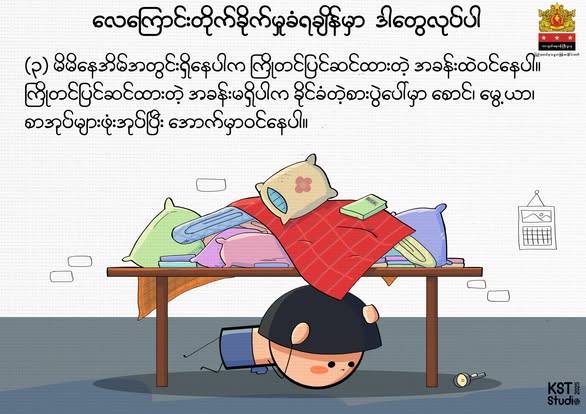 လေကြောင်းတိုက်ခိုက်မှုခံရချိန်မှာ ဒါတွေလုပ်ပါ
(၃) မိမိနေအိမ်အတွင်းရှိနေပါက ကြိုတင်ပြင်ဆင်ထားတဲ့ အခန်းထဲဝင်နေပါ။
ကြိုတင်ပြင်ဆင်ထားတဲ့ အခန်းမရှိပါက ခိုင်ခံ့တဲ့စားပွဲပေါ်မှာ စောင်၊ မွေ့ယာ၊
စာအုပ်များဖုံးအုပ်ပြီး အောက်မှာဝင်နေပါ။
KST
Studio
2025